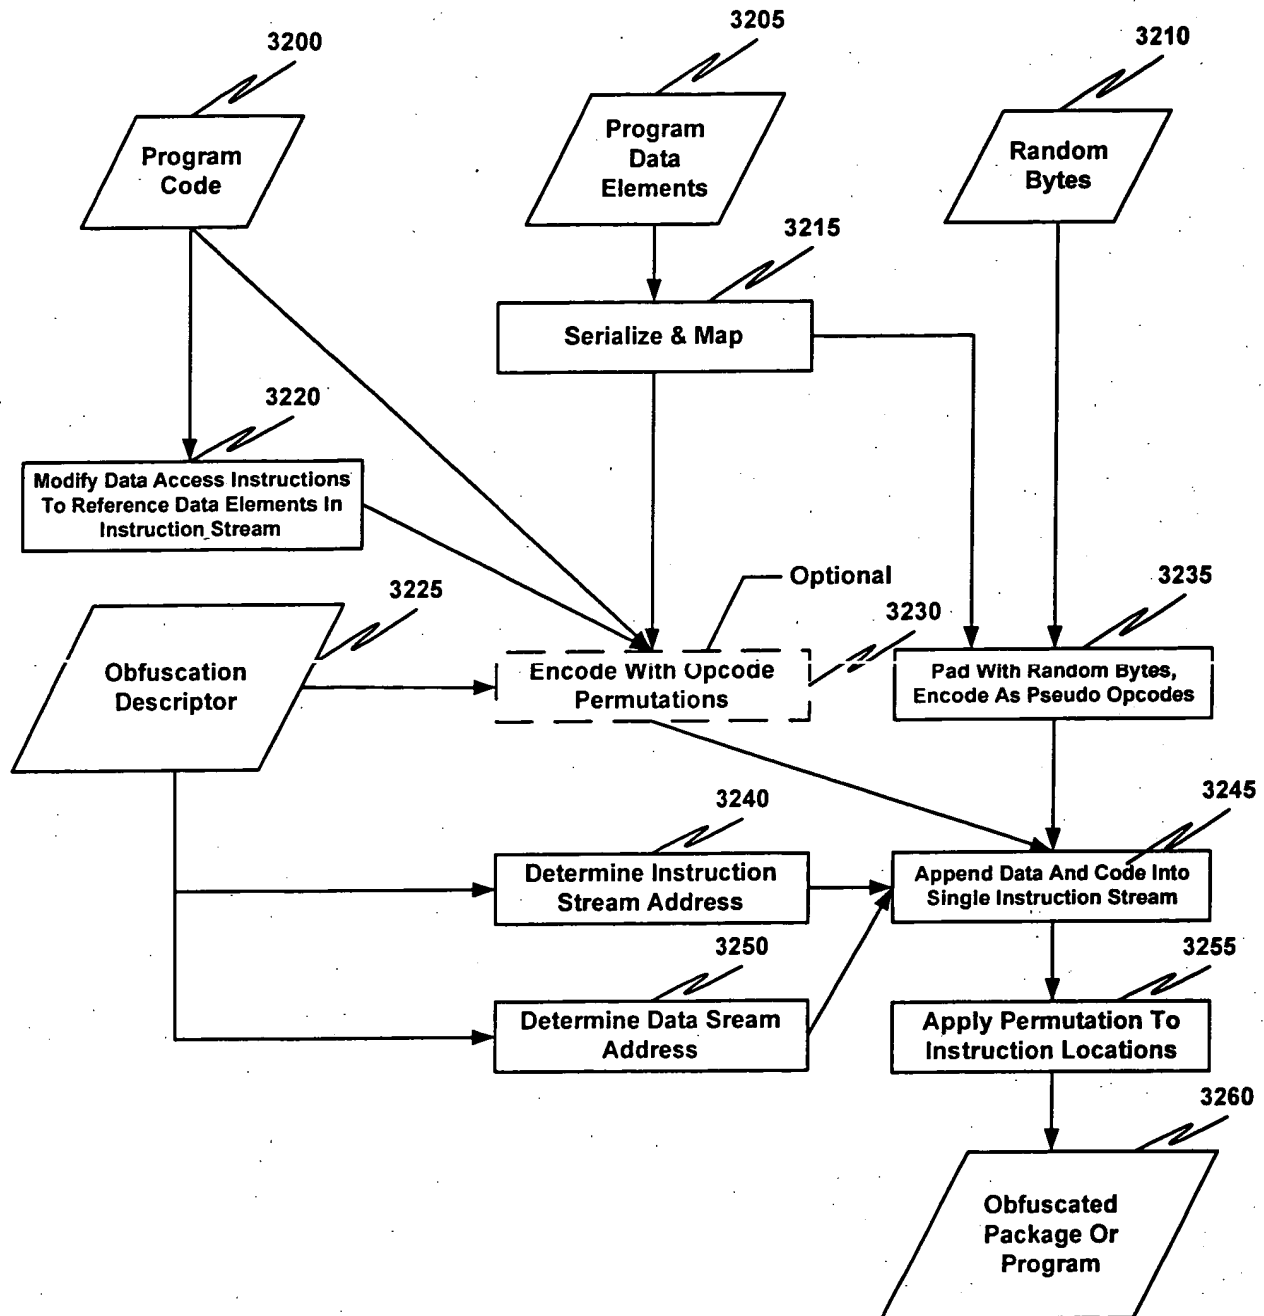 3200
3205
3210
Program
Code
Program
Data
Elements
Random
Bytes
3215
Serialize & Map
3220
Modify Data Access Instructions
To Reference Data Elements In
Instruction Stream
Optional
3225
3230
3235
Obfuscation
Descriptor
Encode With Opcode
Permutations
Pad With Random Bytes,
Encode As Pseudo Opcodes
3240
3245
Determine Instruction
Stream Address
Append Data And Code Into
Single Instruction Stream
3250
3255
Determine Data Sream
Address
Apply Permutation To
Instruction Locations
3260
Obfuscated
Package Or
Program